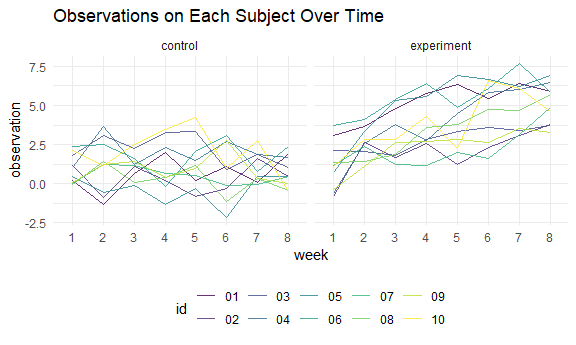 Observations on Each Subject Over Time
control experiment
7.5
5.0
2.5
0.0
-2.5
observation
1 2 3 4 5 6 7 8 1 2 3 4 5 6 7 8
week
id
01 03 05 07 09
02 04 06 08 10